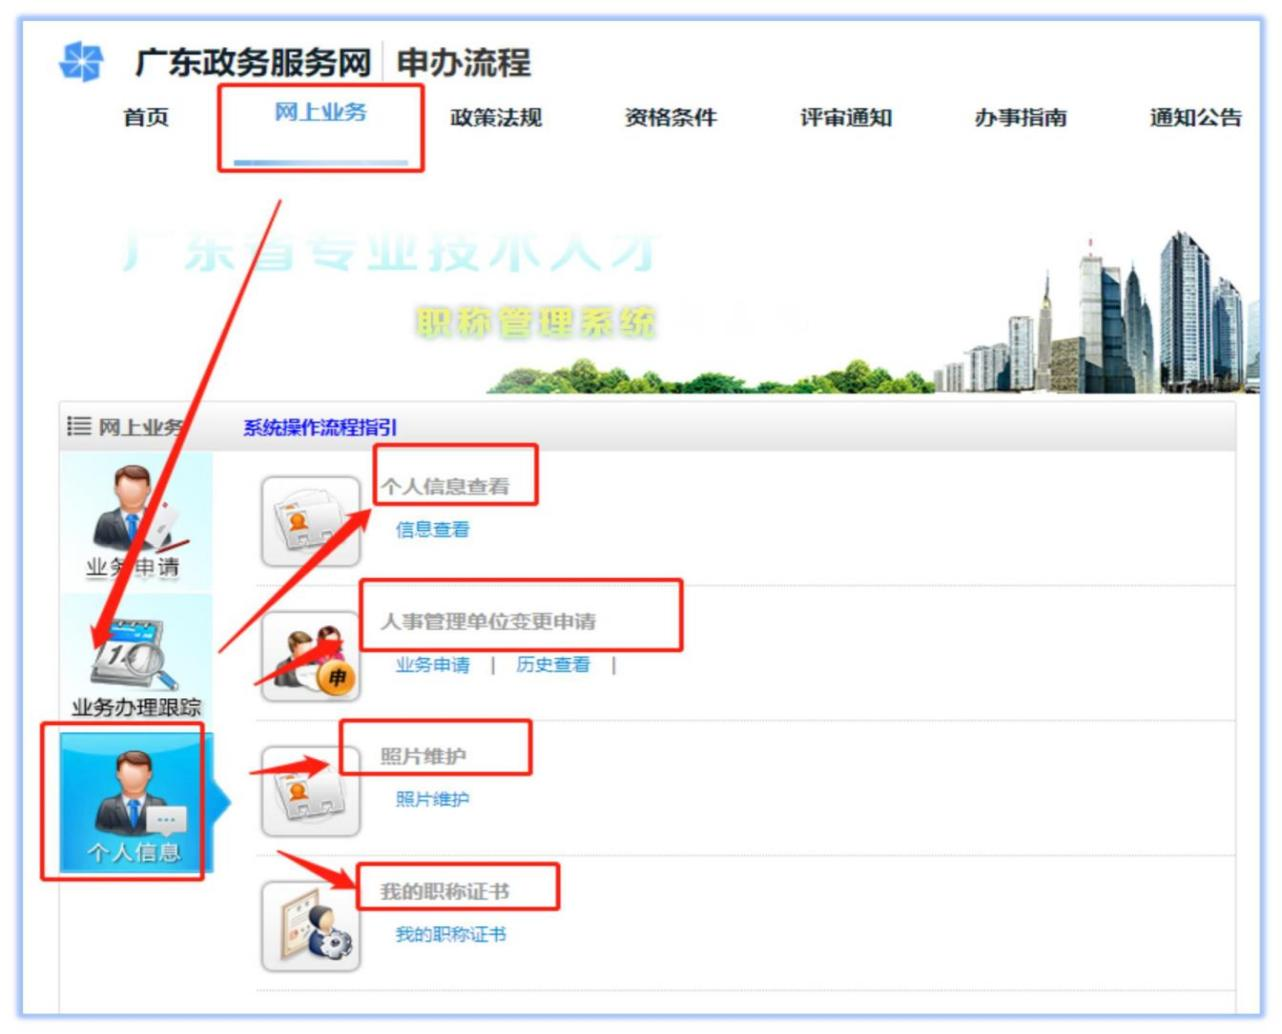 广东政务服务网 申办流程
首页 网上业务 政策法规 资格条件 评审通知 办事指南 通知公告
广东省专业技术人才
职称管理系统
网上业务 系统操作流程指引
业务申请
业务办理跟踪
个人信息
个人信息查看
信息查看
人事管理单位变更申请
业务申请 | 历史查看 |
申
照片维护
照片维护
我的职称证书
我的职称证书